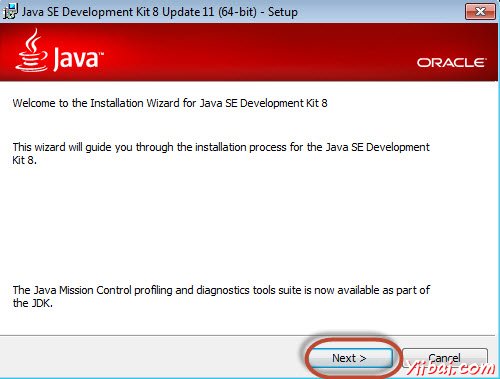 Java SE Development Kit 8 Update 11 (64-bit) - Setup
Java™
ORACLE
Welcome to the Installation Wizard for Java SE Development Kit 8
This wizard will guide you through the installation process for the Java SE Development
Kit 8.
The Java Mission Control profiling and diagnostics tools suite is now available as part of
the JDK.
Next >
Cancel
Yiibai.com